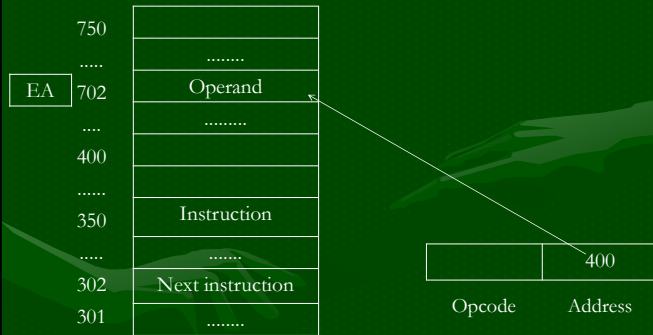 750
..... ........
EA 702 Operand
.... .........
400
......
350 Instruction
..... .......
400
302 Next instruction
Opcode Address
301 ........